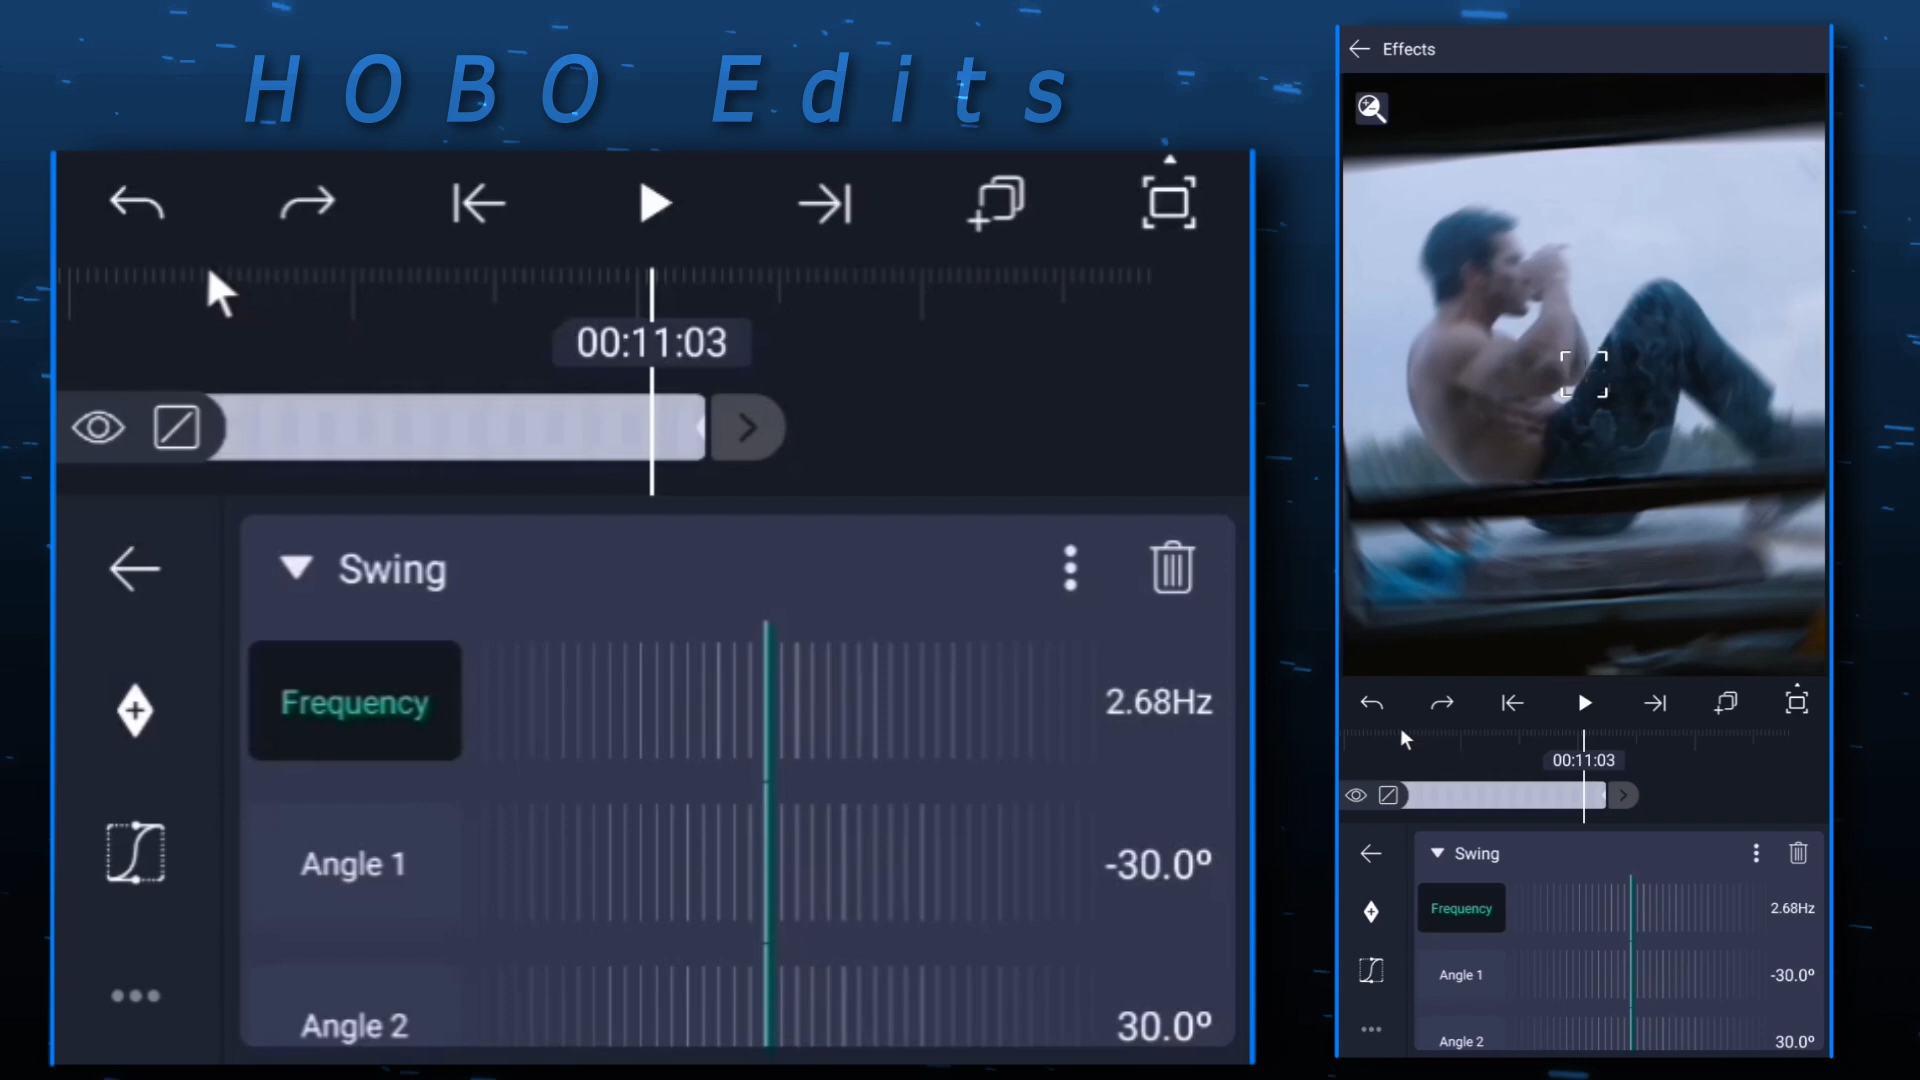 HOBO Edits
00:11:03
Swing
Frequency 2.68Hz
Angle 1 -30.0º
Angle 2 30.0º
Effects
00:11:03
Swing
Frequency 2.68Hz
Angle 1 -30.0º
Angle 2 30.0º